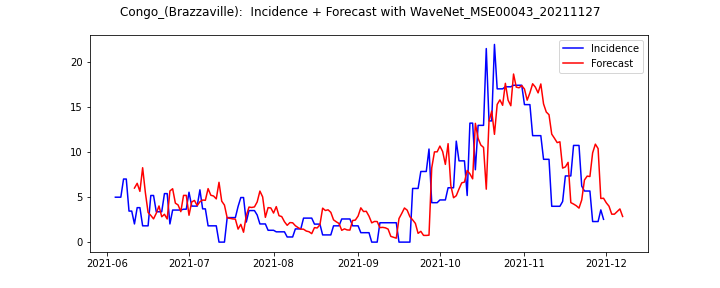 Congo_(Brazzaville):  Incidence + Forecast with WaveNet_MSE00043_20211127
Incidence
Forecast
20
15
10
5
0
2021-06 2021-07 2021-08 2021-09 2021-10 2021-11 2021-12